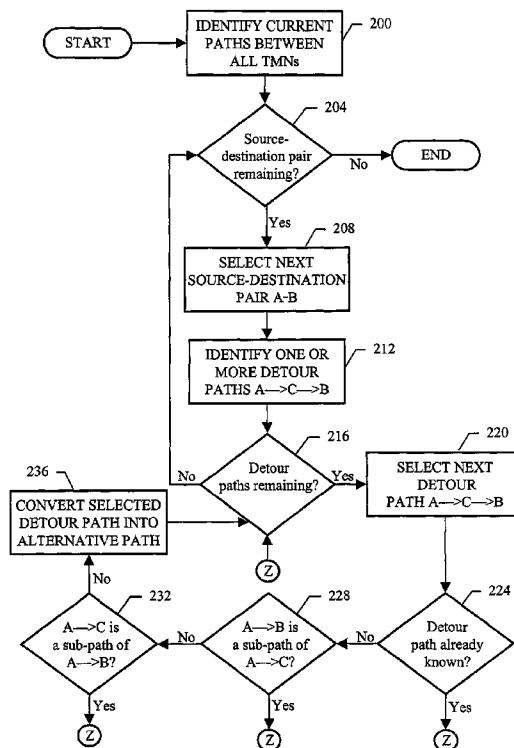 START
IDENTIFY CURRENT
PATHS BETWEEN
ALL TMNs
200
204
Source-
destination pair
remaining?
No
END
Yes
208
SELECT NEXT
SOURCE-DESTINATION
PAIR A-B
212
IDENTIFY ONE OR
MORE DETOUR
PATHS A—>C—>B
216
Detour
paths remaining?
No
Yes
220
SELECT NEXT
DETOUR
PATH A—>C—>B
236
CONVERT SELECTED
DETOUR PATH INTO
ALTERNATIVE PATH
Z
No
232
A—>C is
a sub-path of
A—>B?
No
228
A—>B is
a sub-path of
A—>C?
No
224
Detour
path already
known?
Yes
Z
Yes
Z
Yes
Z